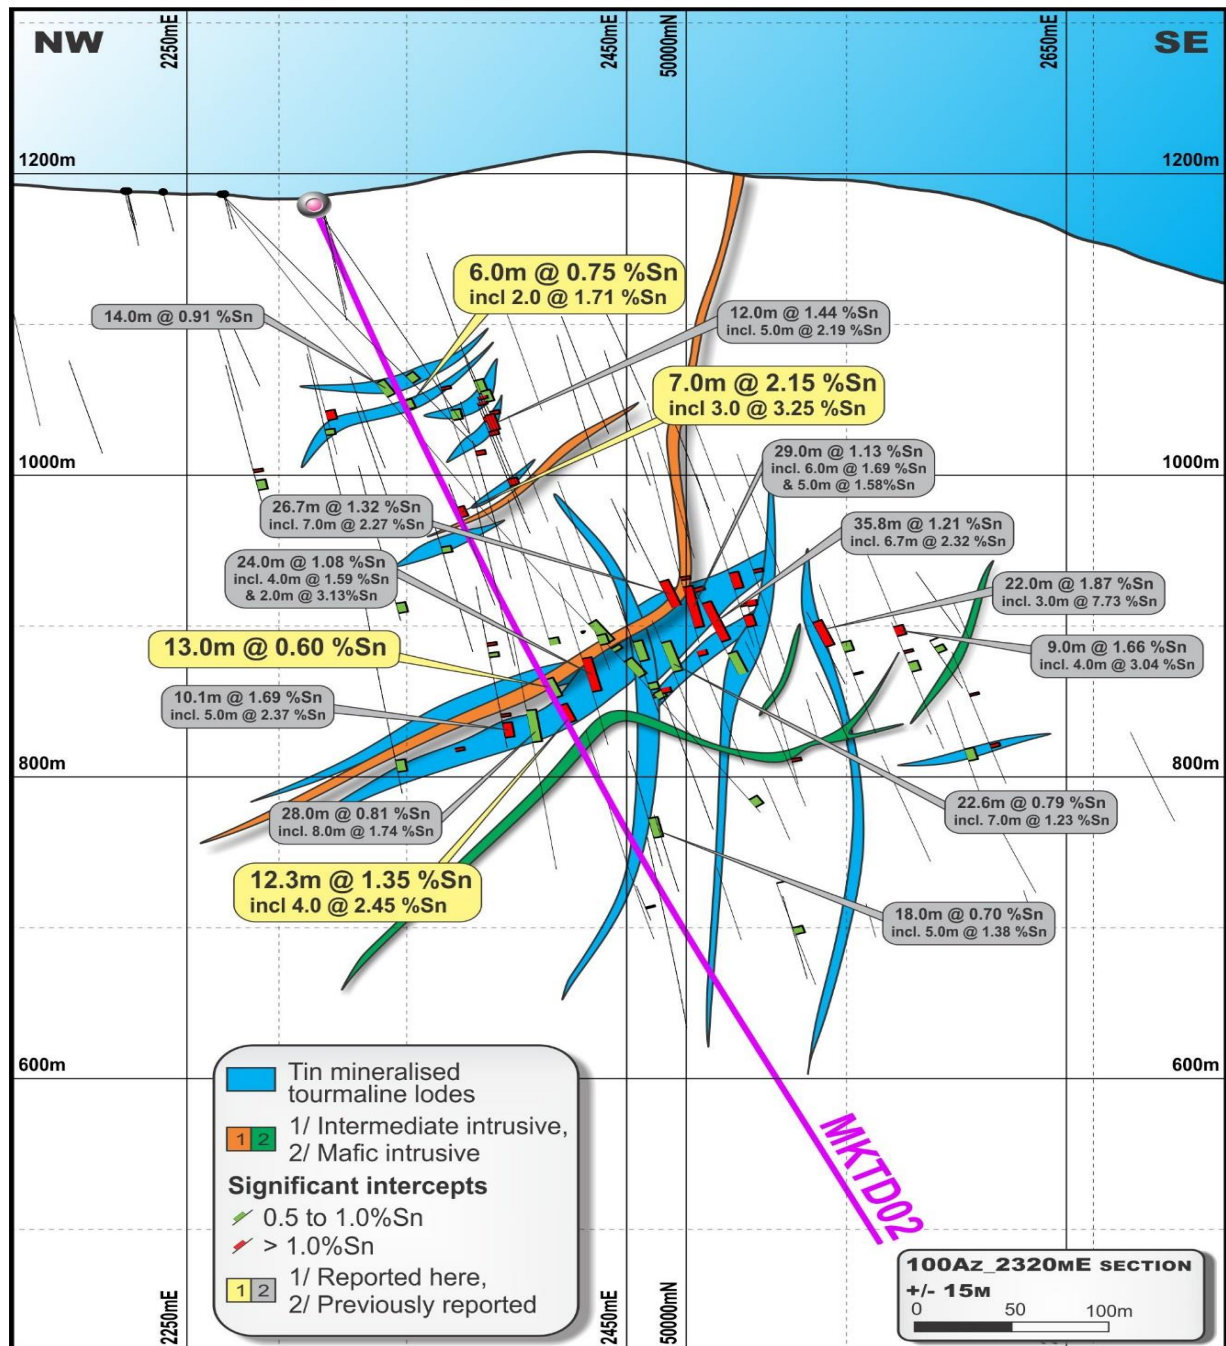 NW
SE
2250mE
2450mE
50000mN
2650mE
1200m
1200m
6.0m @ 0.75 %Sn
incl 2.0 @ 1.71 %Sn
14.0m @ 0.91 %Sn
12.0m @ 1.44 %Sn
incl. 5.0m @ 2.19 %Sn
7.0m @ 2.15 %Sn
incl 3.0 @ 3.25 %Sn
1000m
1000m
29.0m @ 1.13 %Sn
incl. 6.0m @ 1.69 %Sn
& 5.0m @ 1.58%Sn
26.7m @ 1.32 %Sn
incl. 7.0m @ 2.27 %Sn
35.8m @ 1.21 %Sn
incl. 6.7m @ 2.32 %Sn
24.0m @ 1.08 %Sn
incl. 4.0m @ 1.59 %Sn
& 2.0m @ 3.13%Sn
22.0m @ 1.87 %Sn
incl. 3.0m @ 7.73 %Sn
13.0m @ 0.60 %Sn
9.0m @ 1.66 %Sn
incl. 4.0m @ 3.04 %Sn
10.1m @ 1.69 %Sn
incl. 5.0m @ 2.37 %Sn
800m
800m
28.0m @ 0.81 %Sn
incl. 8.0m @ 1.74 %Sn
22.6m @ 0.79 %Sn
incl. 7.0m @ 1.23 %Sn
12.3m @ 1.35 %Sn
incl 4.0 @ 2.45 %Sn
18.0m @ 0.70 %Sn
incl. 5.0m @ 1.38 %Sn
600m
600m
MKTD02
Tin mineralised
tourmaline lodes
1 2 1/ Intermediate intrusive,
2/ Mafic intrusive
Significant intercepts
0.5 to 1.0%Sn
> 1.0%Sn
1 2 1/ Reported here,
2/ Previously reported
100Az_2320mE section
+/- 15m
0 50 100m
2250mE
2450mE
50000mN